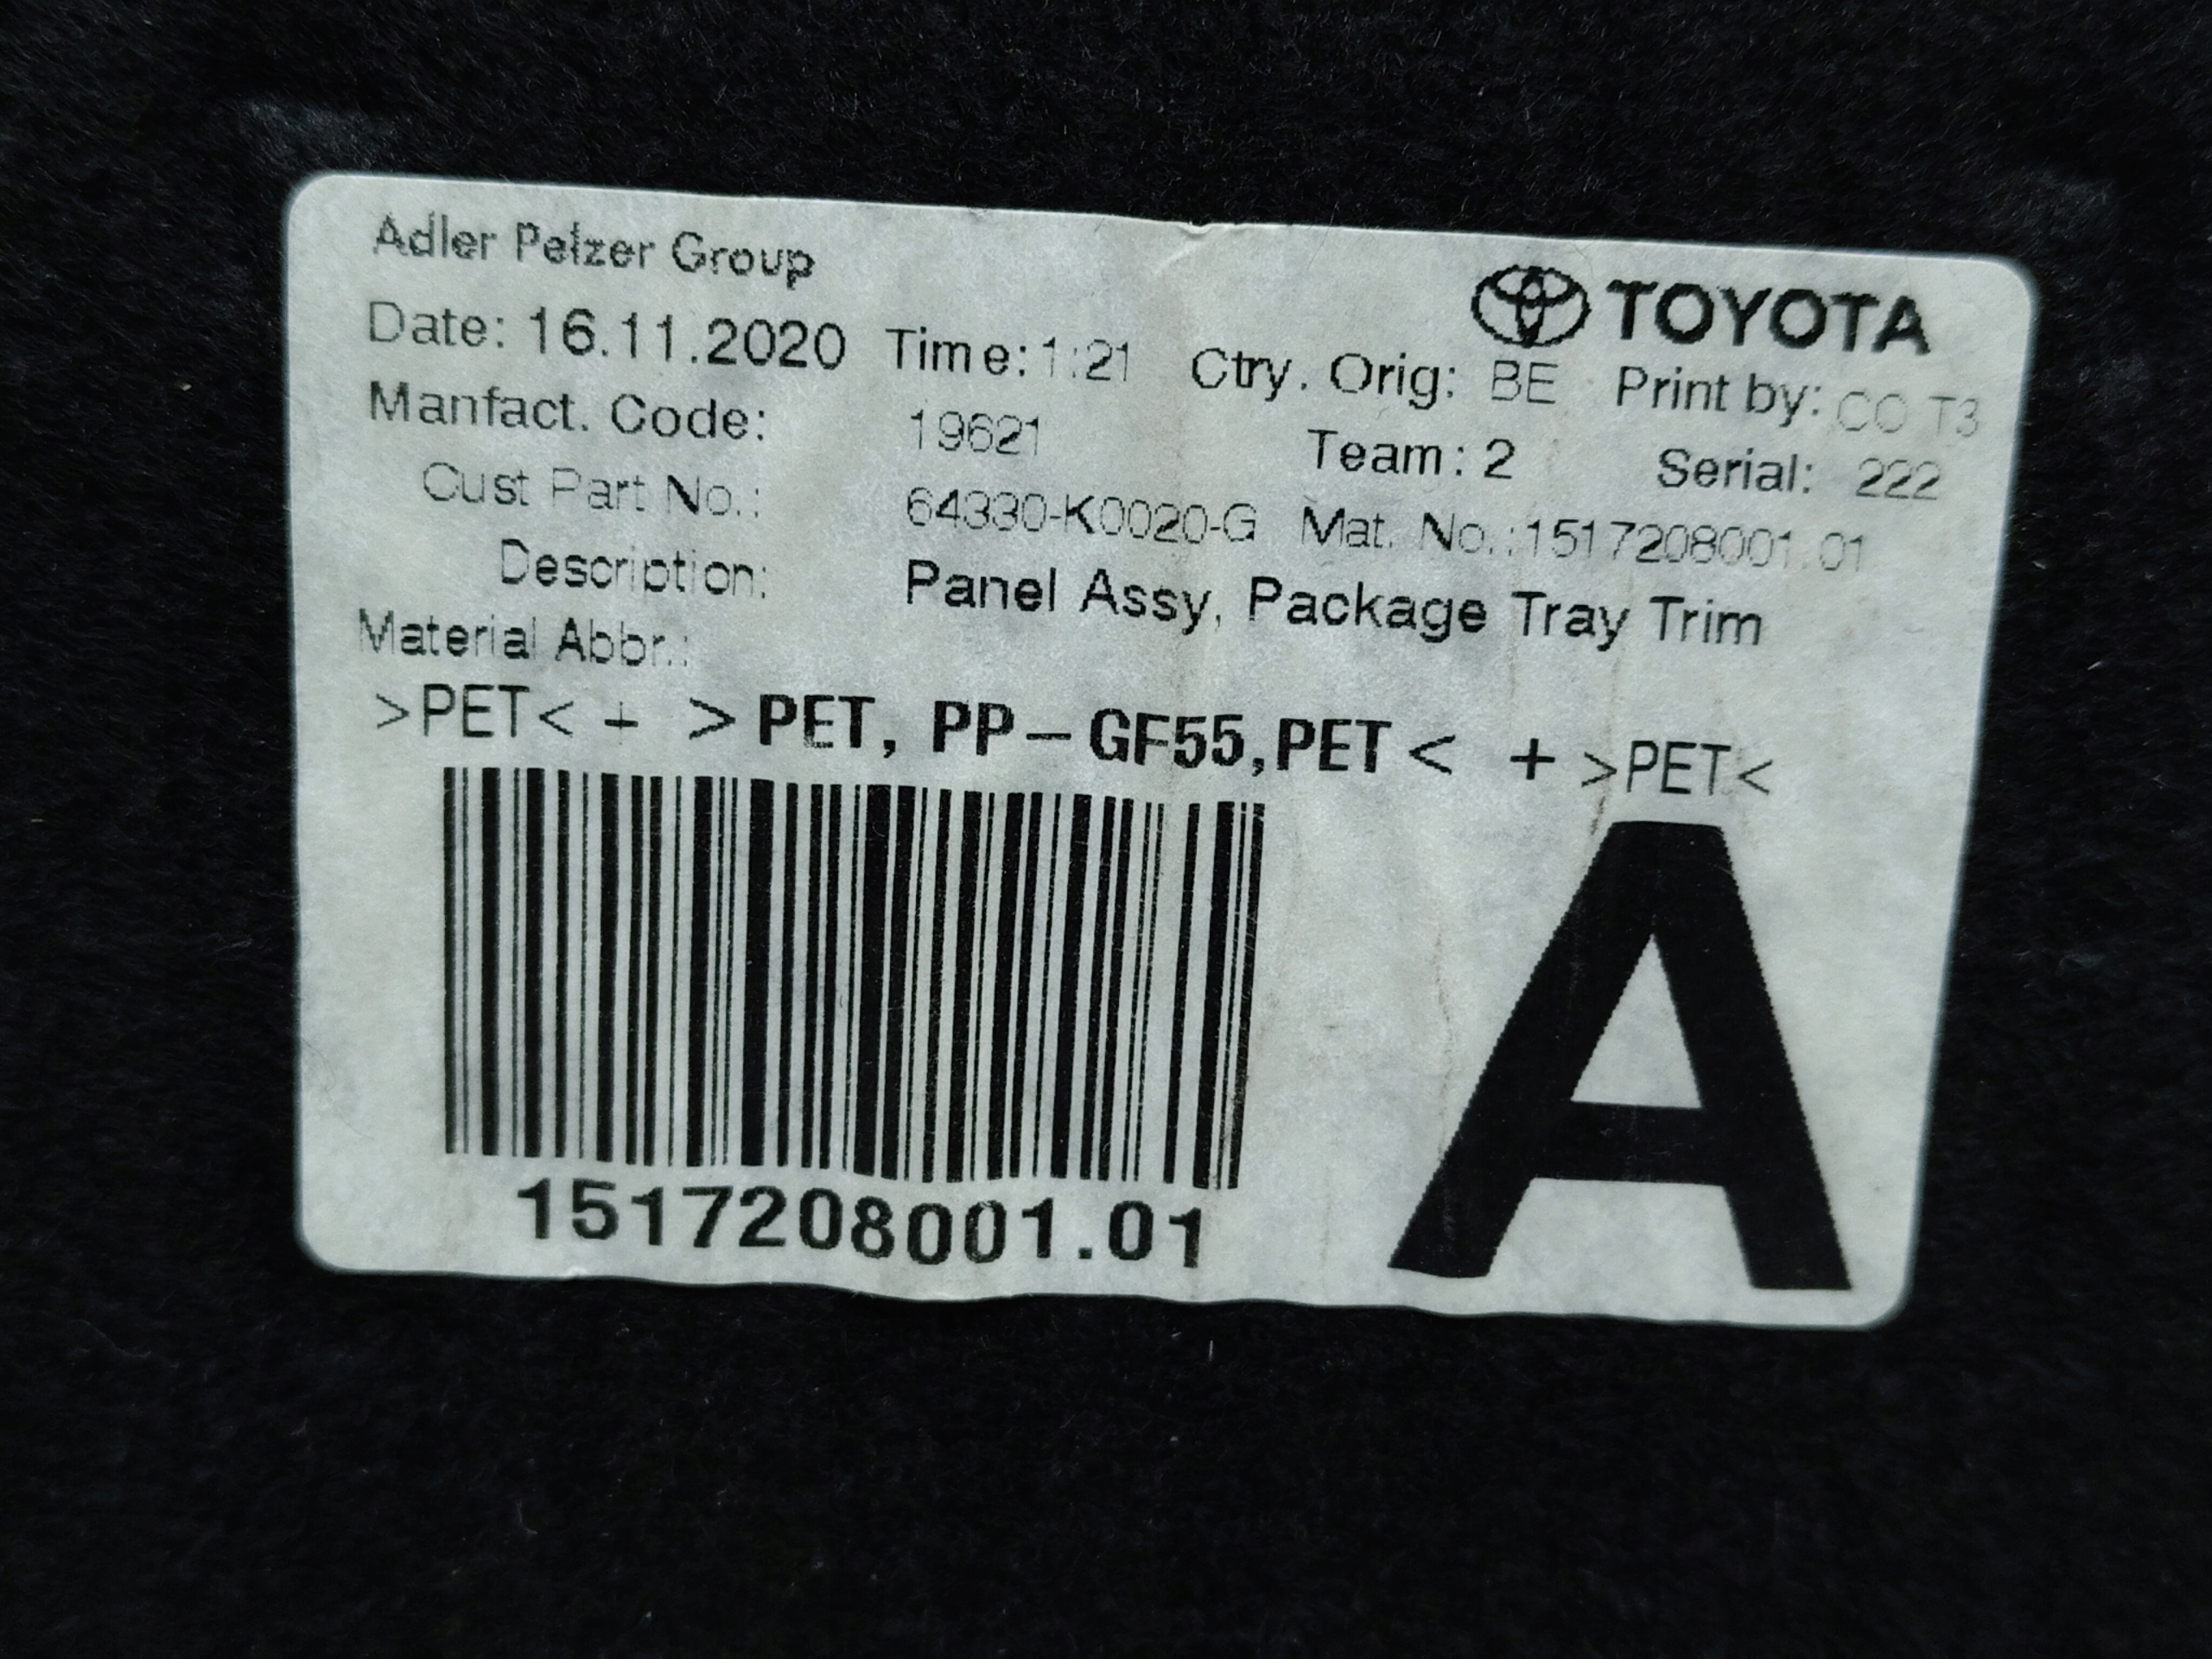 Adler Pelzer Group
TOYOTA
Date: 16.11.2020 Time: 1:21 Ctry. Orig: BE Print by: CO T3
Manfact. Code: 19621 Team: 2 Serial: 222
Cust Part No.: 64330-K0020-G Mat. No.:1517208001.01
Description: Panel Assy, Package Tray Trim
Material Abbr.:
>PET< + >PET, PP-GF55,PET< + >PET<
A
1517208001.01